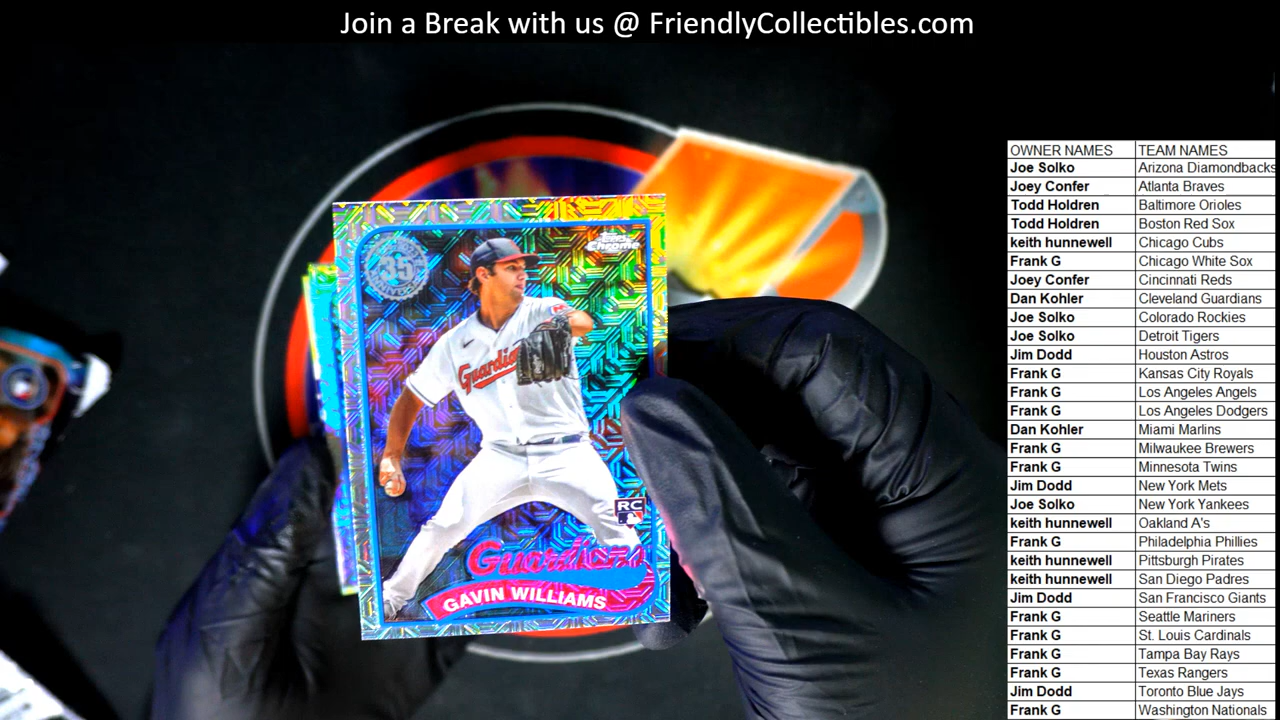 Join a Break with us @ FriendlyCollectibles.com
35
Topps
Chrome
Guardians
RC
Guardians
GAVIN WILLIAMS
OWNER NAMES TEAM NAMES
Joe Solko Arizona Diamondbacks
Joey Confer Atlanta Braves
Todd Holdren Baltimore Orioles
Todd Holdren Boston Red Sox
keith hunnewell Chicago Cubs
Frank G Chicago White Sox
Joey Confer Cincinnati Reds
Dan Kohler Cleveland Guardians
Joe Solko Colorado Rockies
Joe Solko Detroit Tigers
Jim Dodd Houston Astros
Frank G Kansas City Royals
Frank G Los Angeles Angels
Frank G Los Angeles Dodgers
Dan Kohler Miami Marlins
Frank G Milwaukee Brewers
Frank G Minnesota Twins
Jim Dodd New York Mets
Joe Solko New York Yankees
keith hunnewell Oakland A's
Frank G Philadelphia Phillies
keith hunnewell Pittsburgh Pirates
keith hunnewell San Diego Padres
Jim Dodd San Francisco Giants
Frank G Seattle Mariners
Frank G St. Louis Cardinals
Frank G Tampa Bay Rays
Frank G Texas Rangers
Jim Dodd Toronto Blue Jays
Frank G Washington Nationals